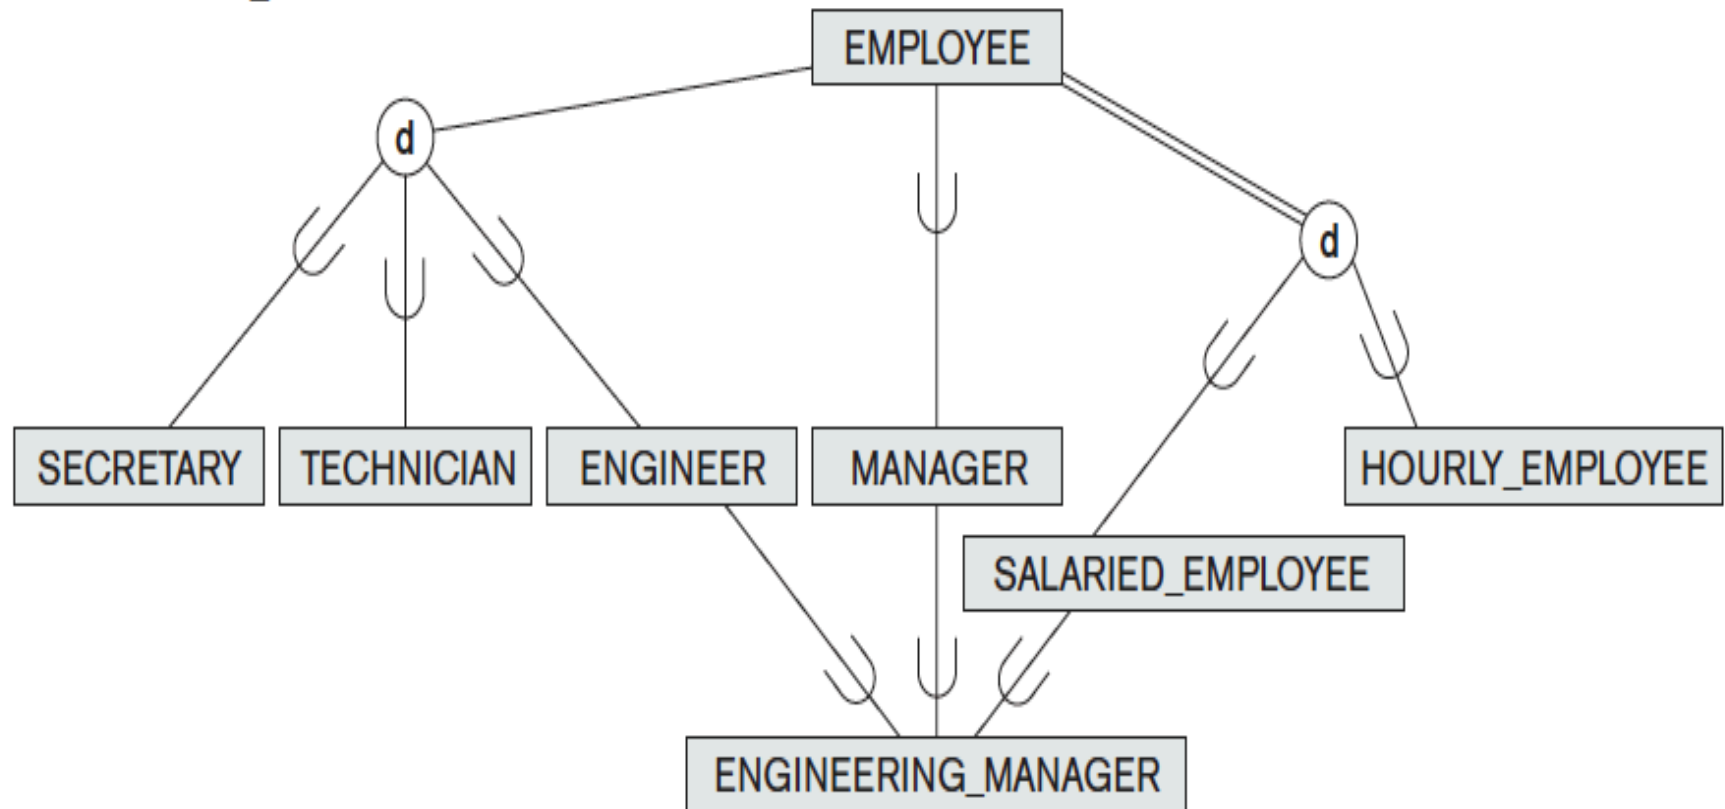 EMPLOYEE
d
d
SECRETARY
TECHNICIAN
ENGINEER
MANAGER
HOURLY_EMPLOYEE
SALARIED_EMPLOYEE
ENGINEERING_MANAGER